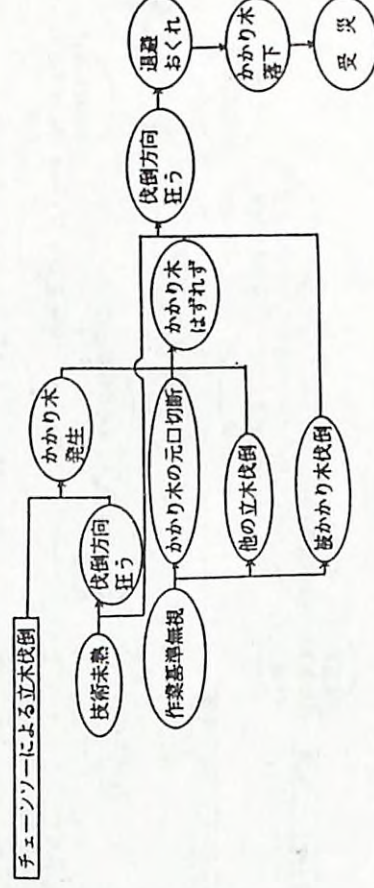 チェーンソーによる立木伐倒
技術未熟
伐倒方向
狂う
かかり木
発生
作業基準無視
かかり木の元口切断
他の立木伐倒
被かかり木伐倒
かかり木
はずれず
伐倒方向
狂う
退避
おくれ
かかり木
落下
受 災